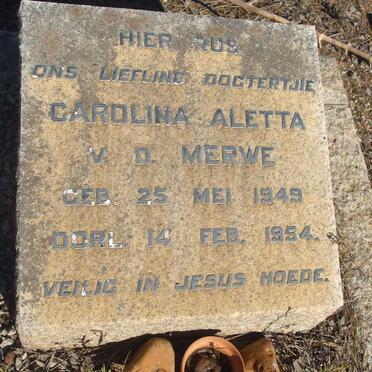 HIER RUS
ONS LIEFLING DOGTERTJIE
CAROLINA ALETTA
V. D. MERWE
GEB. 25 MEI 1949
OORL. 14 FEB. 1954.
VEILIG IN JESUS HOEDE.